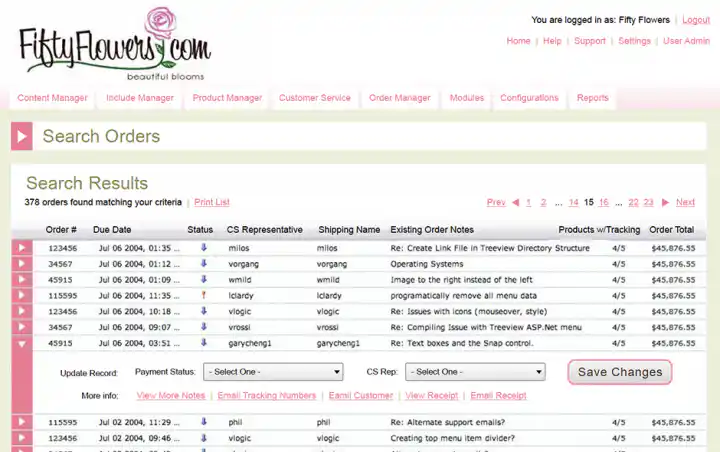 FiftyFlowers.com
beautiful blooms
You are logged in as: Fifty Flowers | Logout
Home | Help | Support | Settings | User Admin
Content Manager Include Manager Product Manager Customer Service Order Manager Modules Configurations Reports
Search Orders
Search Results
378 orders found matching your criteria | Print List
Prev 1 2 ... 14 15 16 ... 22 23 Next
Order # Due Date Status CS Representative Shipping Name Existing Order Notes Products w/Tracking Order Total
123456 Jul 06 2004, 01:35 ... milos milos Re: Create Link File in Treeview Directory Structure 4/5 $45,876.55
34567 Jul 06 2004, 01:12 ... vorgang vorgang Operating Systems 4/5 $45,876.55
45915 Jul 06 2004, 01:09 ... wmild wmild Image to the right instead of the left 4/5 $45,876.55
115595 Jul 06 2004, 11:35 ... lclardy lclardy programatically remove all menu data 4/5 $45,876.55
123456 Jul 06 2004, 10:18 ... vlogic vlogic Re: Issues with icons (mouseover, style) 4/5 $45,876.55
34567 Jul 06 2004, 09:07 ... vrossi vrossi Re: Compiling Issue with Treeview ASP.Net menu 4/5 $45,876.55
45915 Jul 06 2004, 03:51 ... garycheng1 garycheng1 Re: Text boxes and the Snap control. 4/5 $45,876.55
Update Record: Payment Status: - Select One - CS Rep: - Select One - Save Changes
More info: View More Notes | Email Tracking Numbers | Eamil Customer | View Receipt | Email Receipt
115595 Jul 02 2004, 11:29 ... phil phil Re: Alternate support emails? 4/5 $45,876.55
123456 Jul 02 2004, 09:46 ... vlogic vlogic Creating top menu item divider? 4/5 $45,876.55